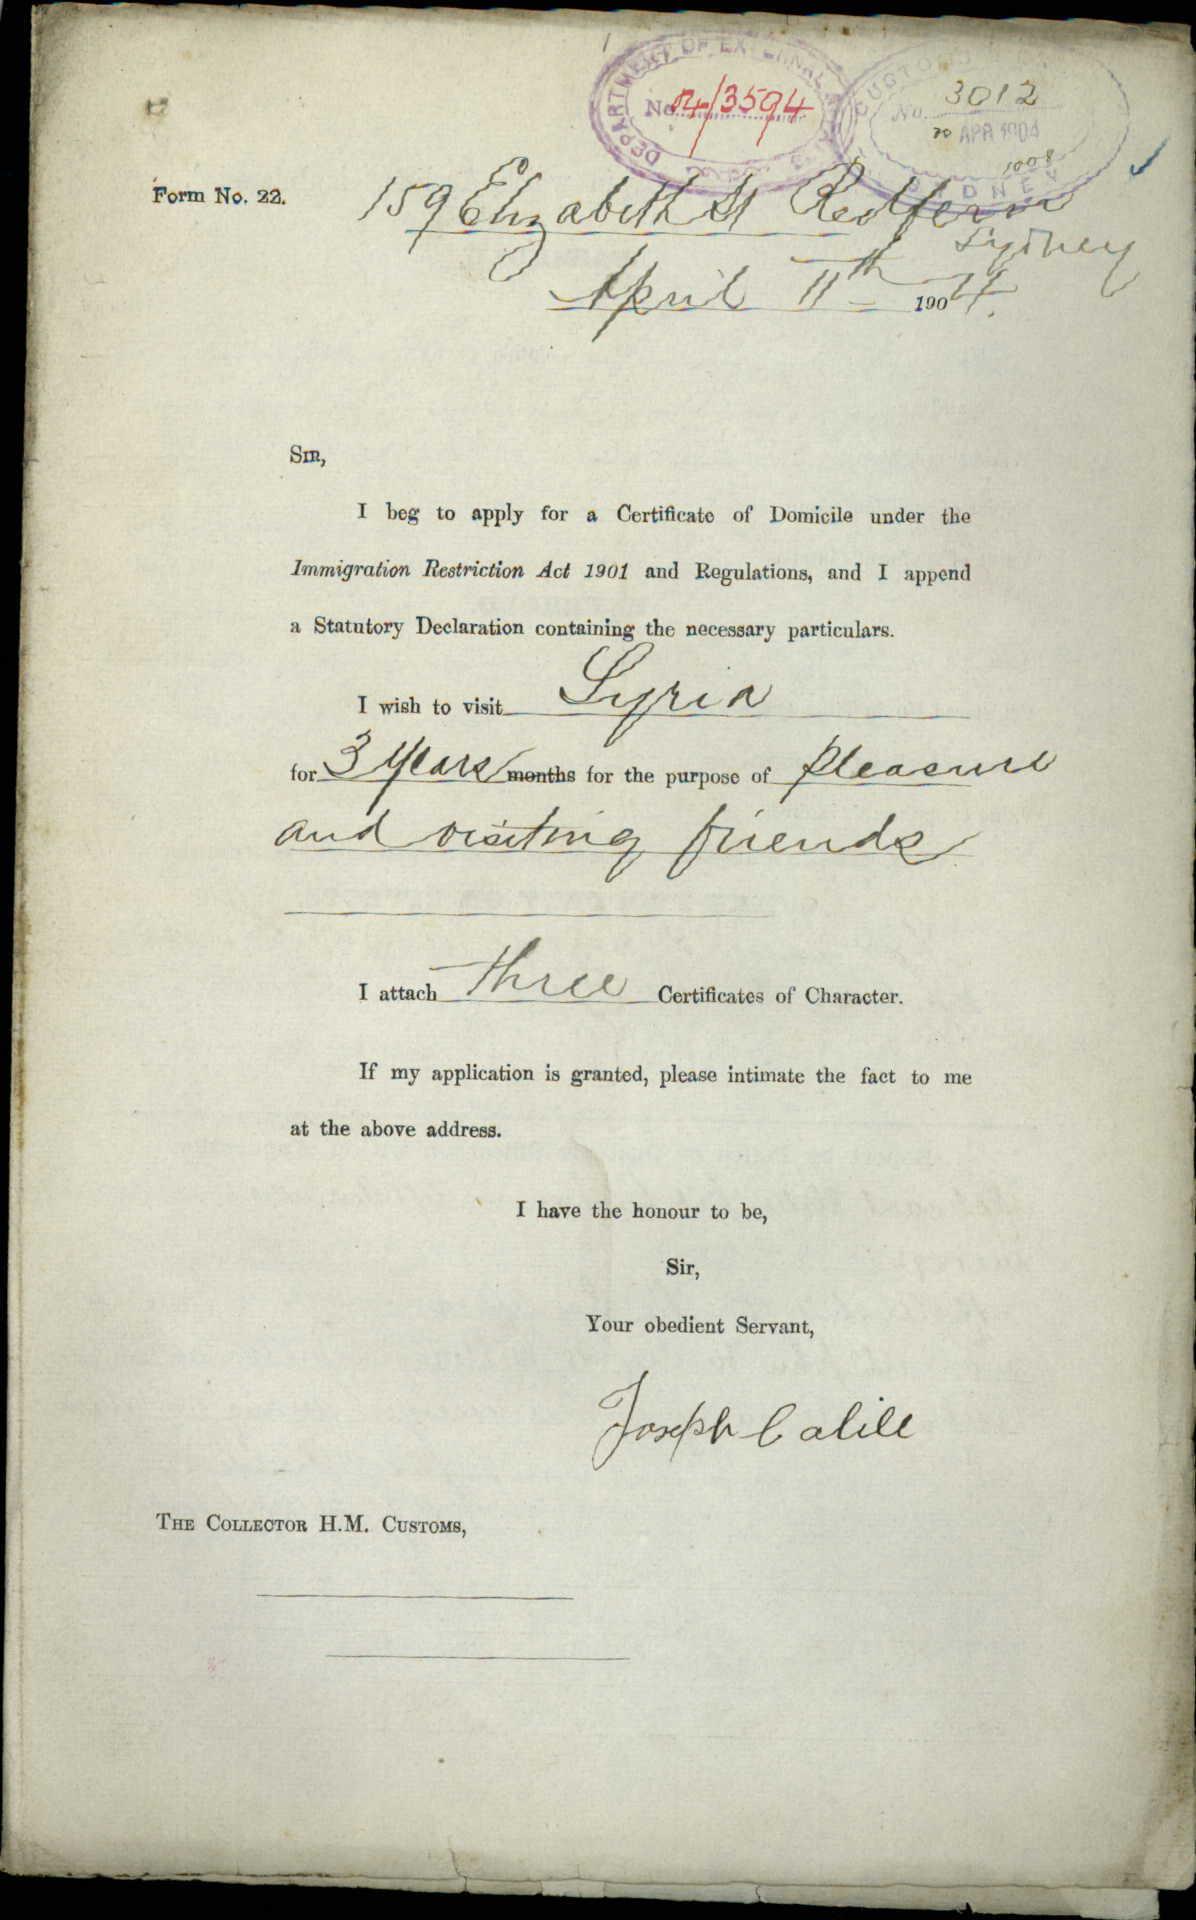 DEPARTMENT OF EXTERNAL
No. 04/3594
CUSTOMS
No. 3012
20 APR 1904
1008
SYDNEY
Form No. 22.
159 Elizabeth St Redfern
Sydney
April 11th 1904.
SIR,
I beg to apply for a Certificate of Domicile under the
Immigration Restriction Act 1901 and Regulations, and I append
a Statutory Declaration containing the necessary particulars.
I wish to visit Syria
for 3 years months for the purpose of pleasure
and visiting friends
I attach three Certificates of Character.
If my application is granted, please intimate the fact to me
at the above address.
I have the honour to be,
Sir,
Your obedient Servant,
Joseph Calill
THE COLLECTOR H.M. CUSTOMS,